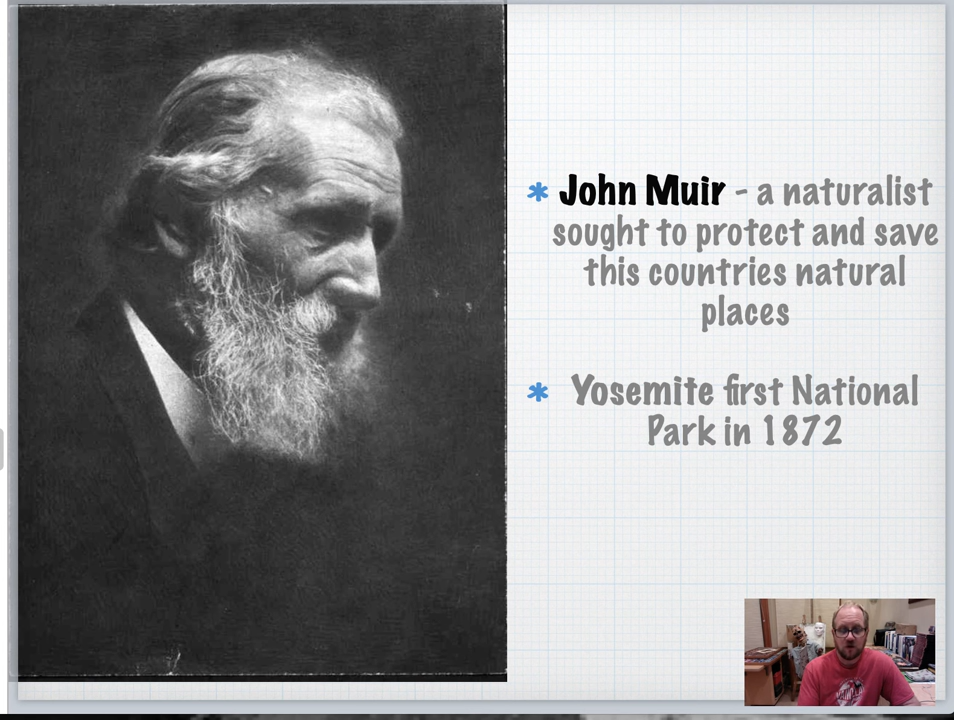 * John Muir - a naturalist
sought to protect and save
this countries natural
places
* Yosemite first National
Park in 1872